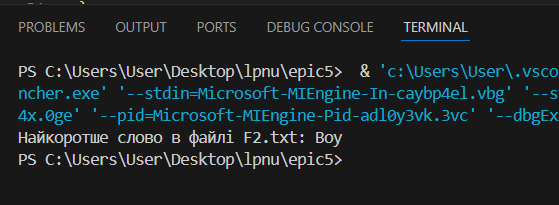 PROBLEMS OUTPUT PORTS DEBUG CONSOLE TERMINAL
PS C:\Users\User\Desktop\lpnu\epic5> & 'c:\Users\User\.vsco
ncher.exe' '--stdin=Microsoft-MIEngine-In-caybp4el.vbg' '--s
4x.0ge' '--pid=Microsoft-MIEngine-Pid-adl0y3vk.3vc' '--dbgEx
Найкоротше слово в файлі F2.txt: Boy
PS C:\Users\User\Desktop\lpnu\epic5>